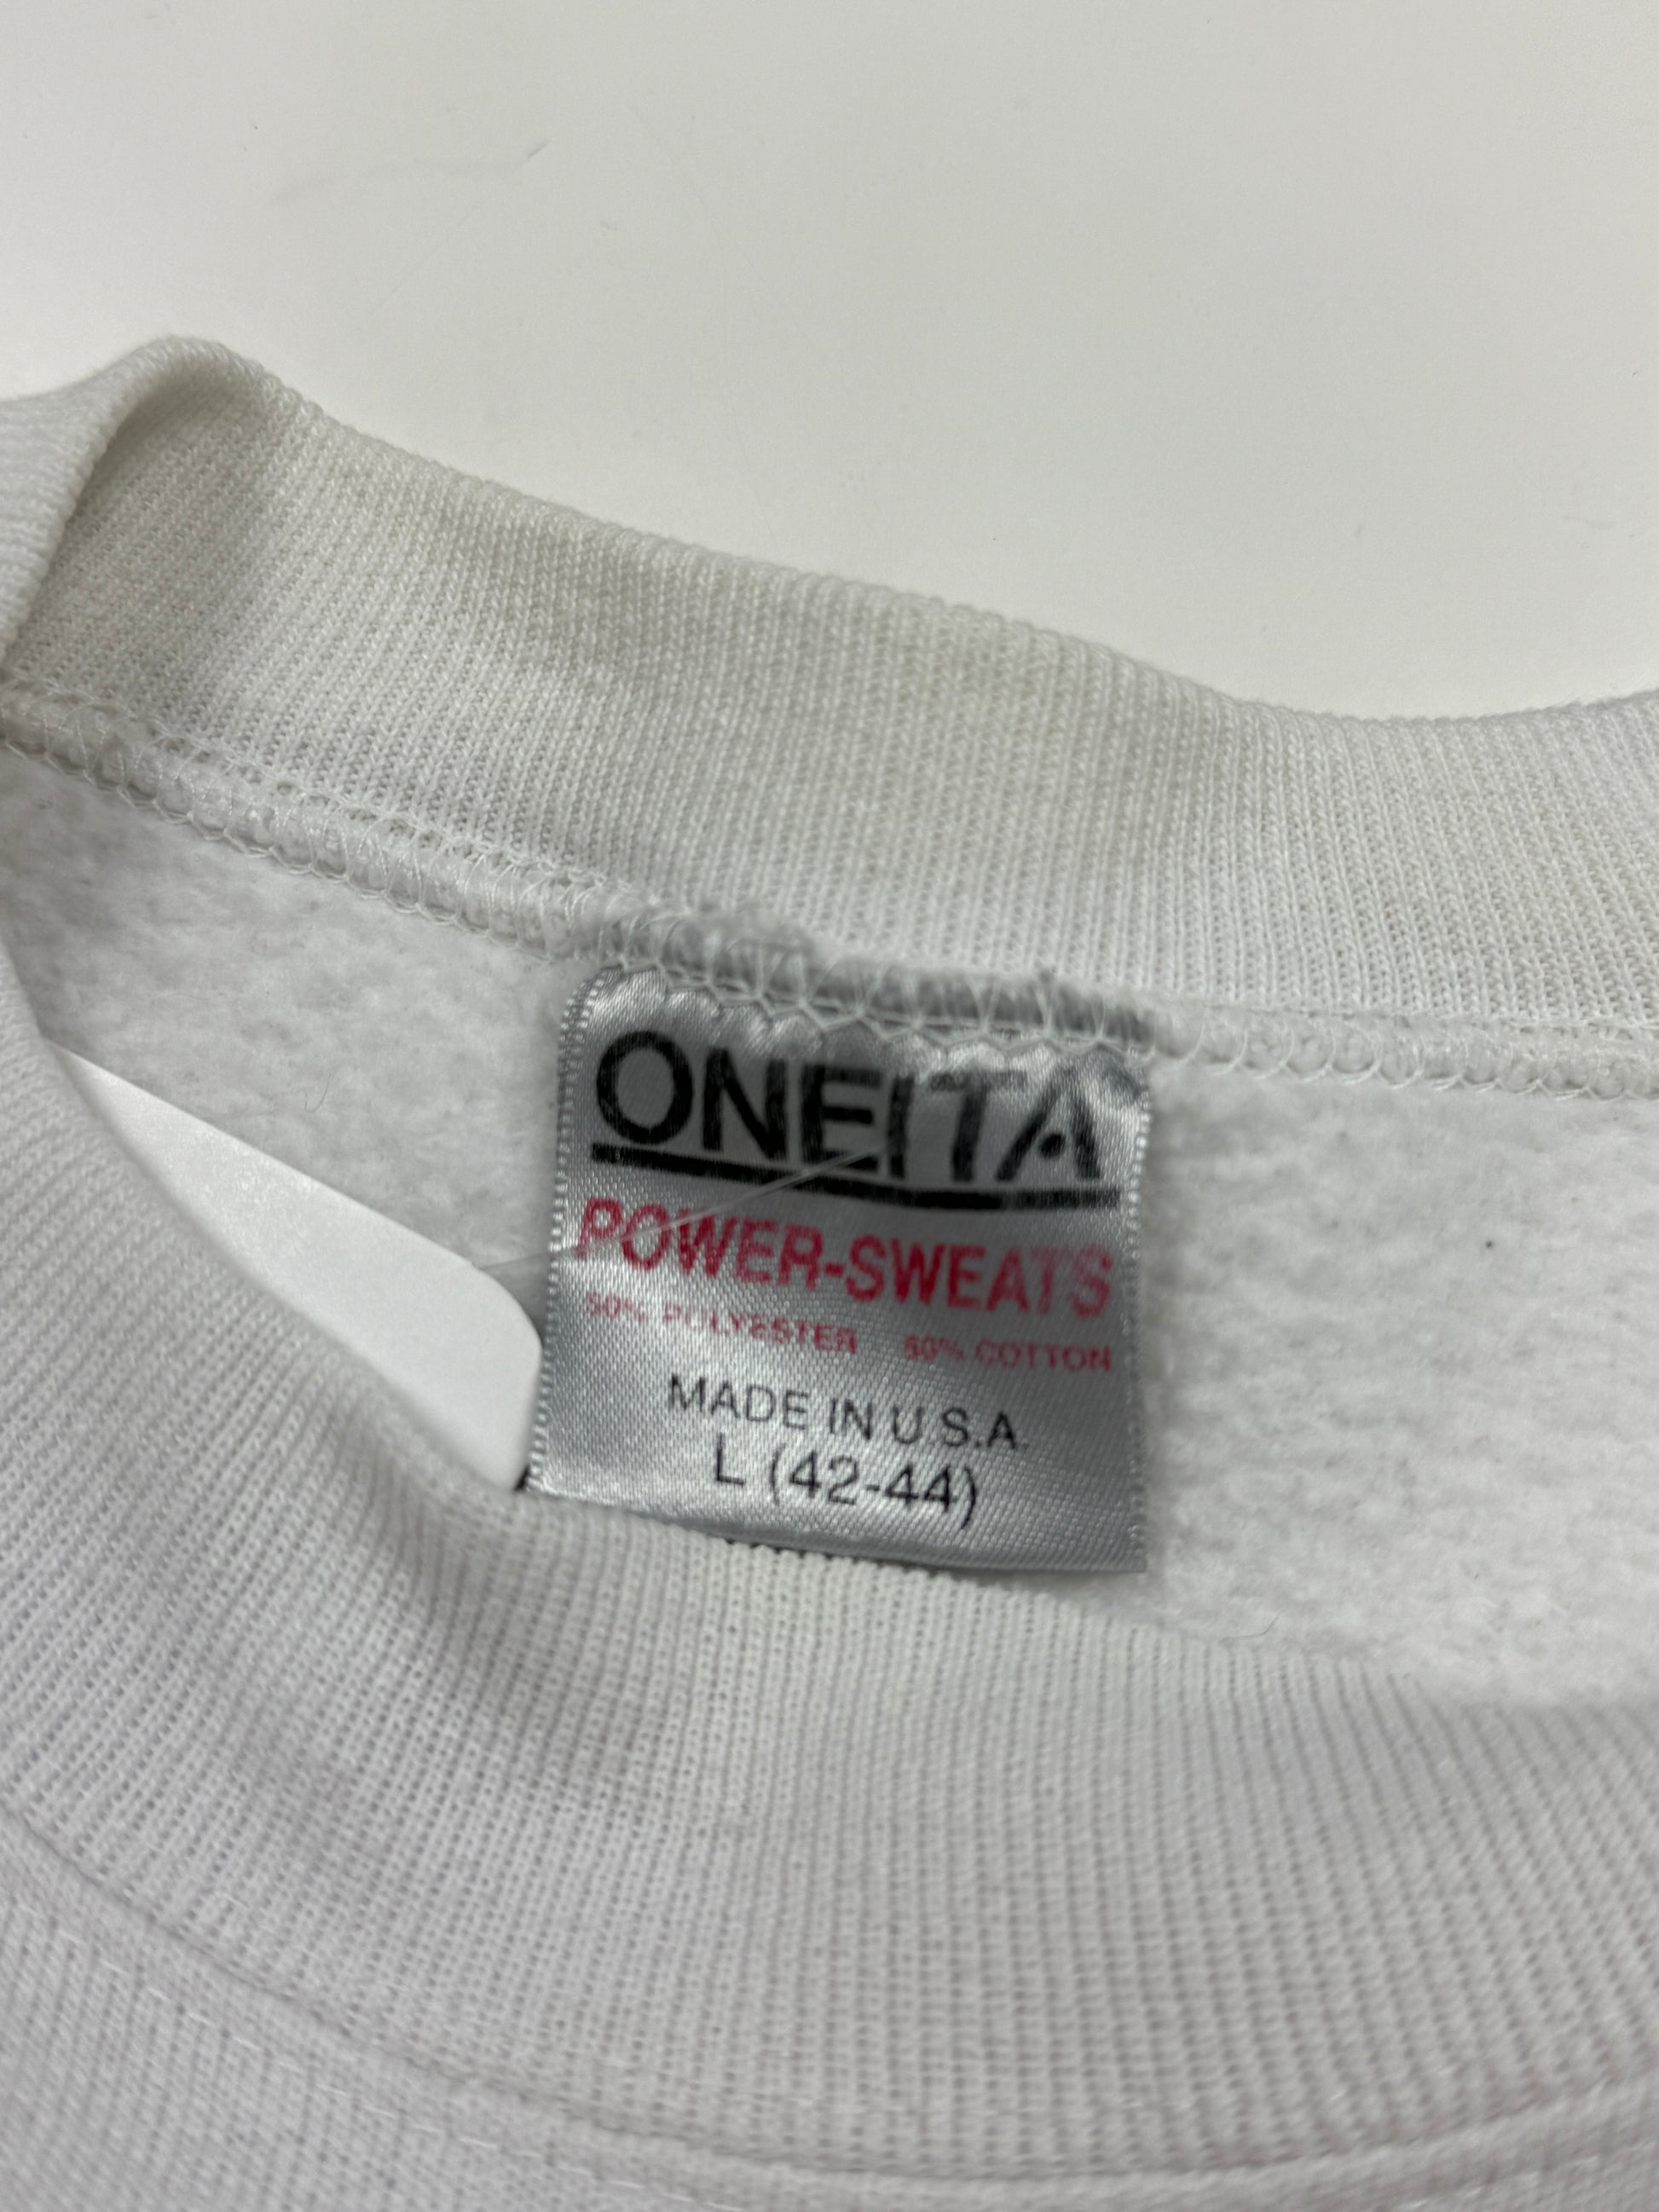 ONEITA
POWER-SWEATS
50% POLYESTER 50% COTTON
MADE IN U.S.A.
L (42-44)